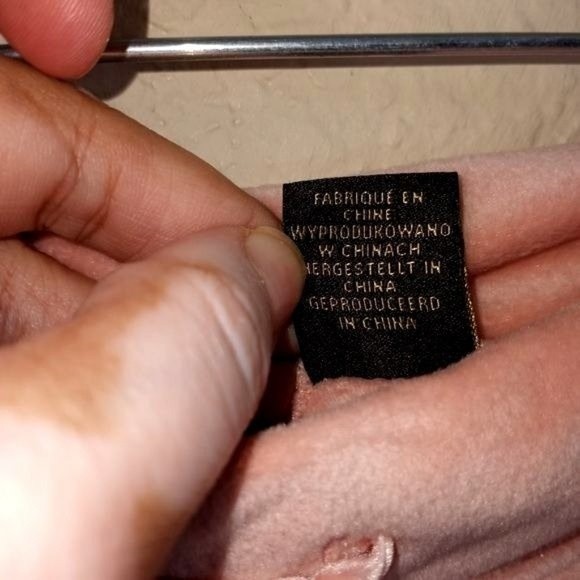 FABRIQUE EN
CHINE
WYPRODUKOWANO
W CHINACH
HERGESTELLT IN
CHINA
GEPRODUCEERD
IN CHINA